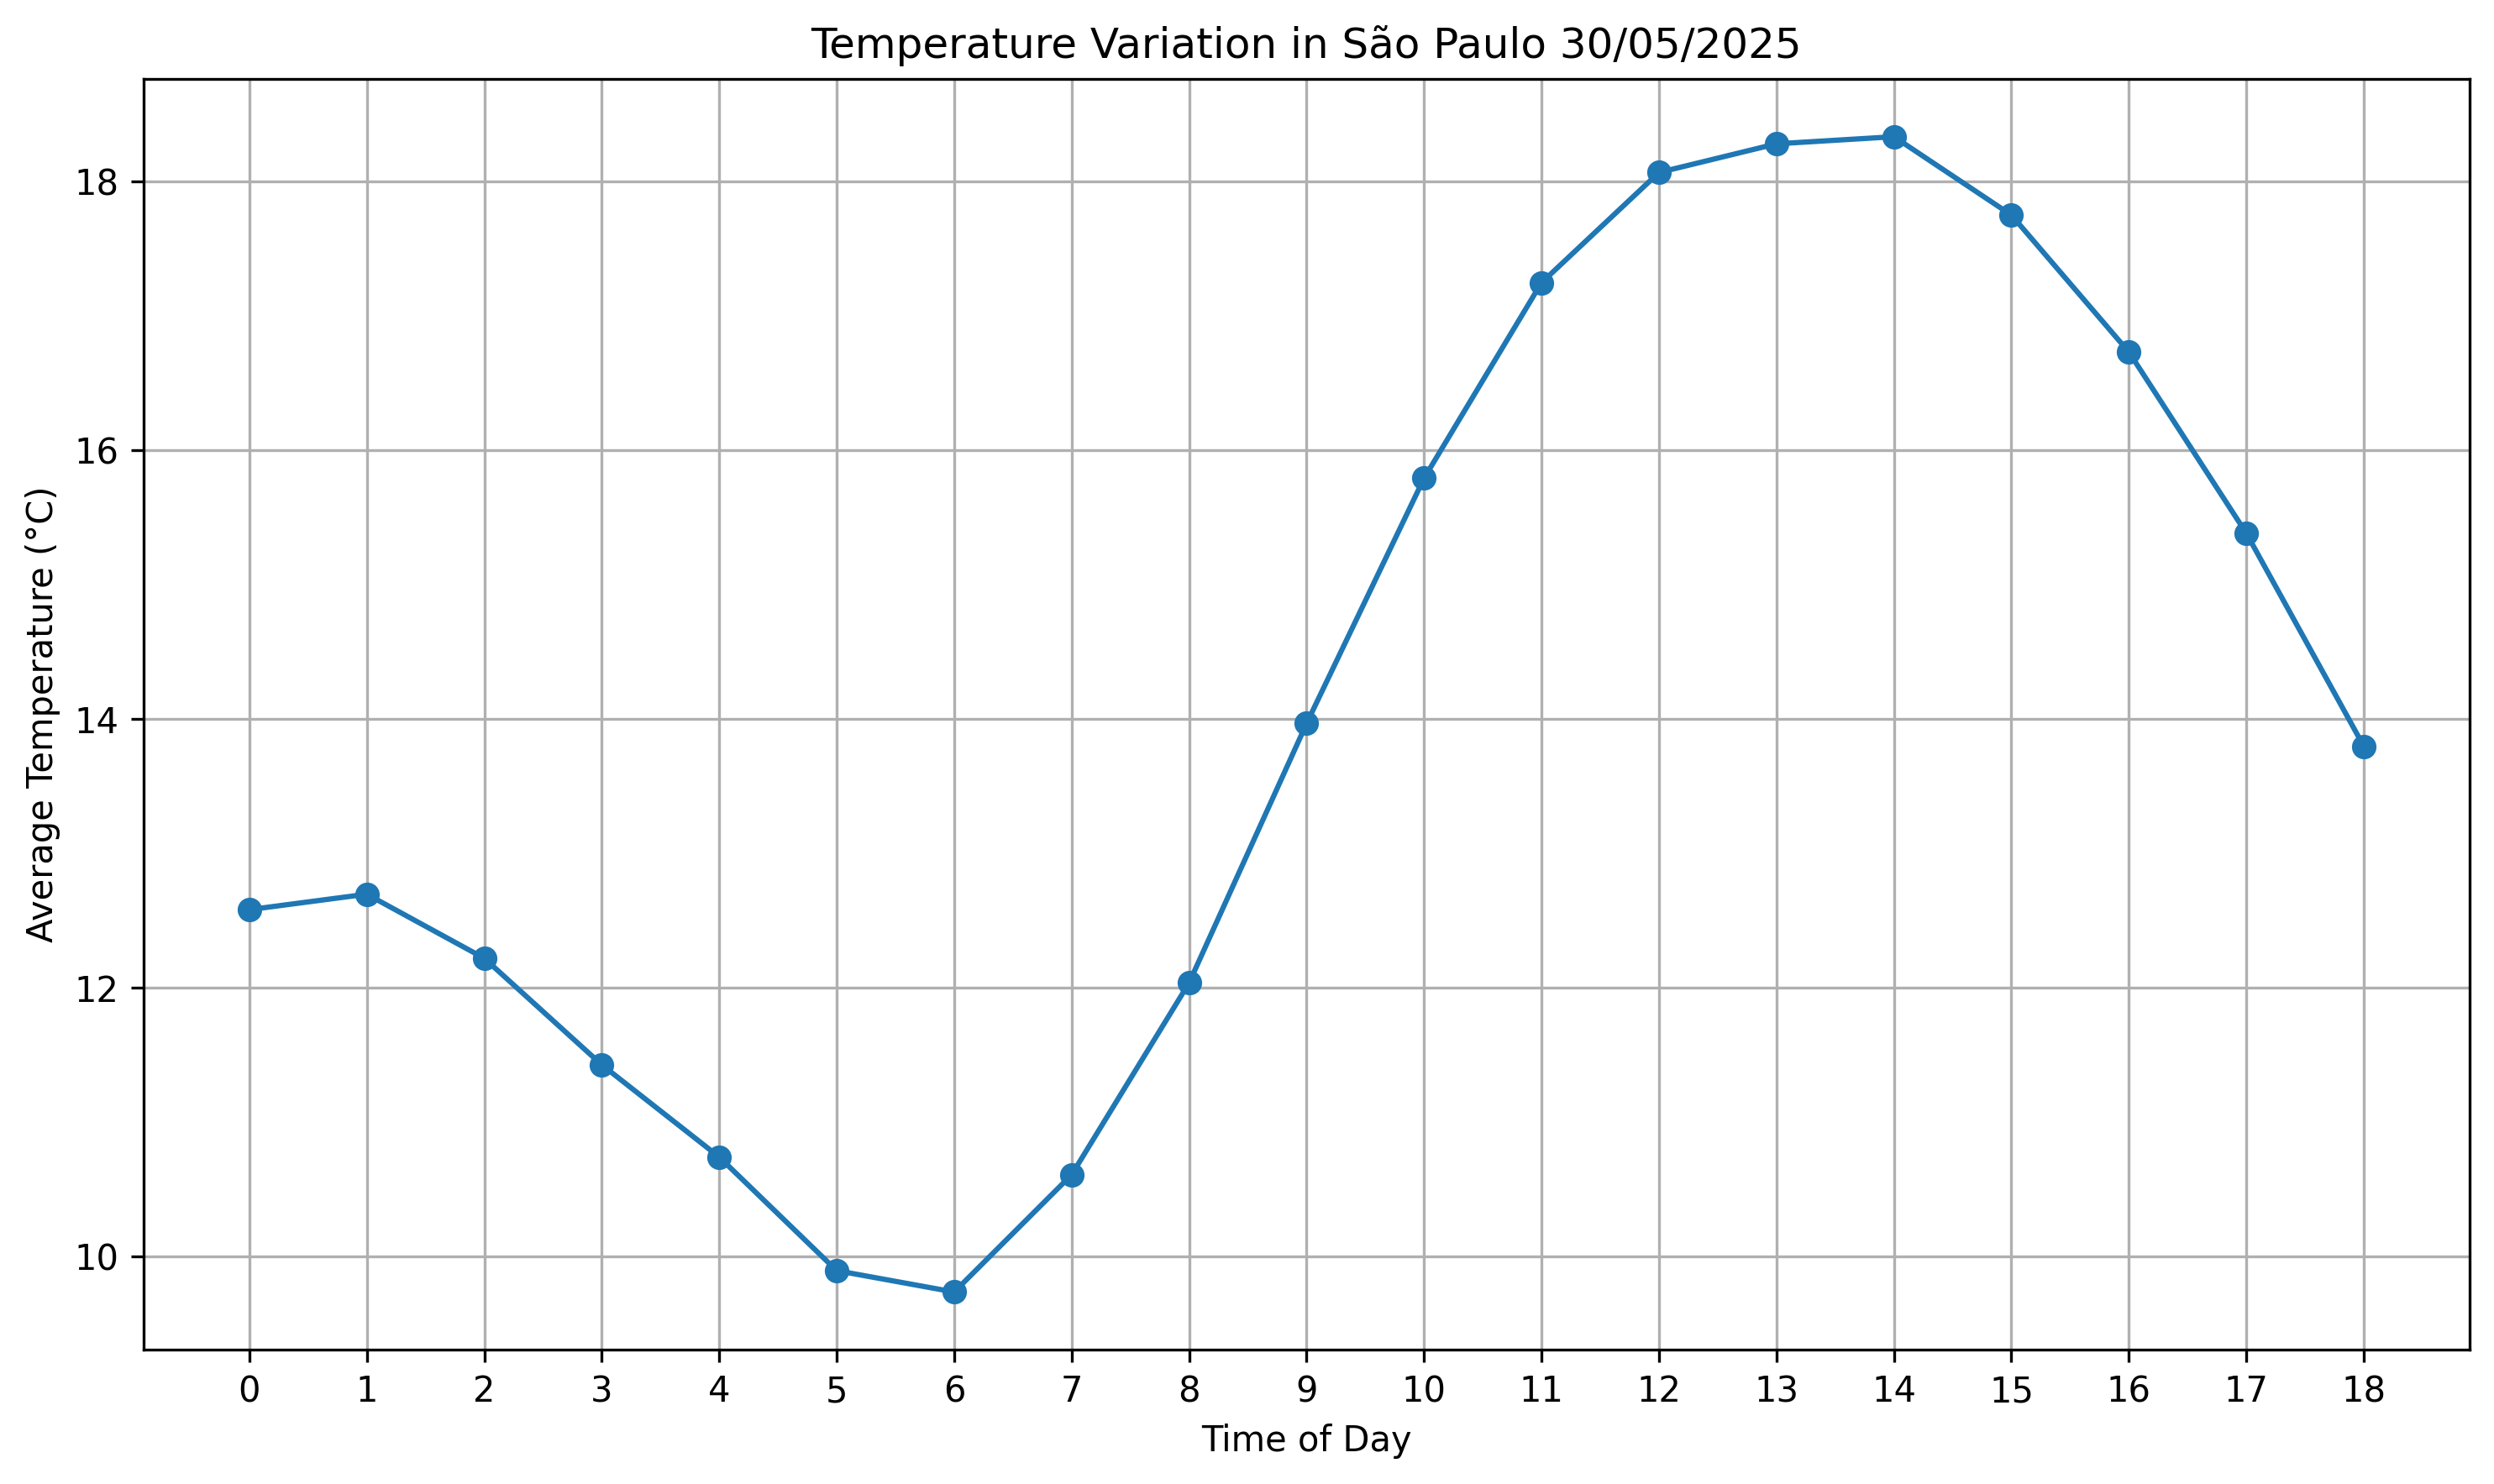 Temperature Variation in São Paulo 30/05/2025
Average Temperature (°C)
18
16
14
12
10
0 1 2 3 4 5 6 7 8 9 10 11 12 13 14 15 16 17 18
Time of Day